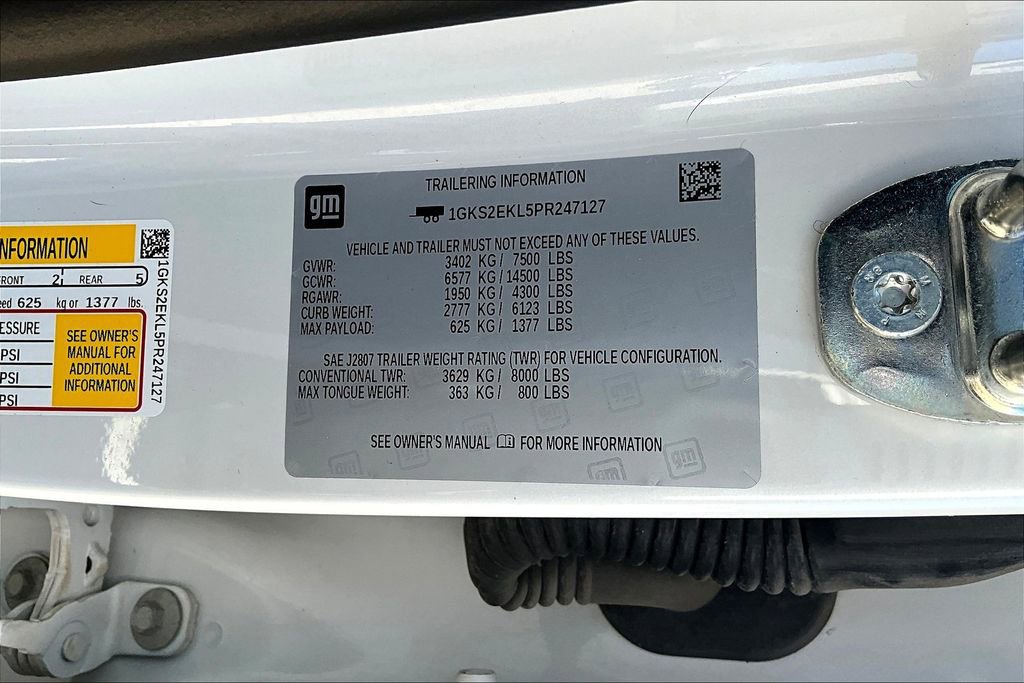 gm
TRAILERING INFORMATION
1GKS2EKL5PR247127
VEHICLE AND TRAILER MUST NOT EXCEED ANY OF THESE VALUES.
GVWR: 3402 KG/ 7500 LBS
GCWR: 6577 KG/ 14500 LBS
RGAWR: 1950 KG/ 4300 LBS
CURB WEIGHT: 2777 KG/ 6123 LBS
MAX PAYLOAD: 625 KG/ 1377 LBS
SAE J2807 TRAILER WEIGHT RATING (TWR) FOR VEHICLE CONFIGURATION.
CONVENTIONAL TWR: 3629 KG/ 8000 LBS
MAX TONGUE WEIGHT: 363 KG/ 800 LBS
SEE OWNER'S MANUAL FOR MORE INFORMATION
gm
NFORMATION
FRONT 2 REAR 5
eed 625 kg or 1377 lbs.
ESSURE
PSI
PSI
PSI
SEE OWNER'S
MANUAL FOR
ADDITIONAL
INFORMATION
1GKS2EKL5PR247127